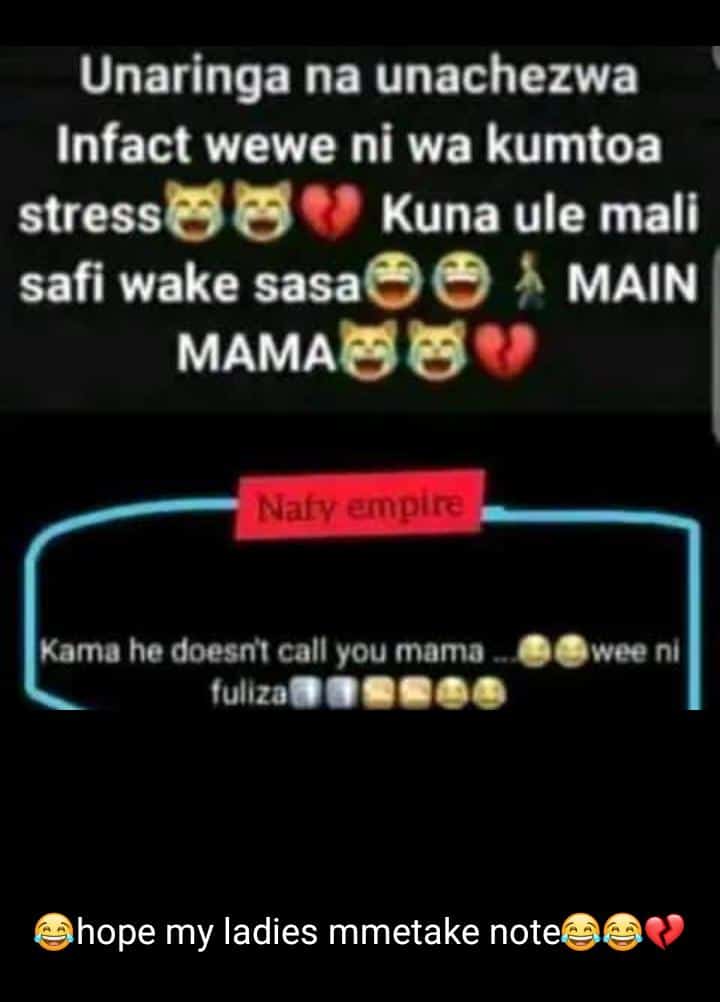 Unaringa na unachezwa
Infact wewe ni wa kumtoa
stress😹😹💔 Kuna ule mali
safi wake sasa😂😂🚶 MAIN
MAMA😹😹💔
Nafy empire
Kama he doesn't call you mama ...😂😂wee ni
fuliza🚮🚮😂😂
😂hope my ladies mmetake note😂😂💔